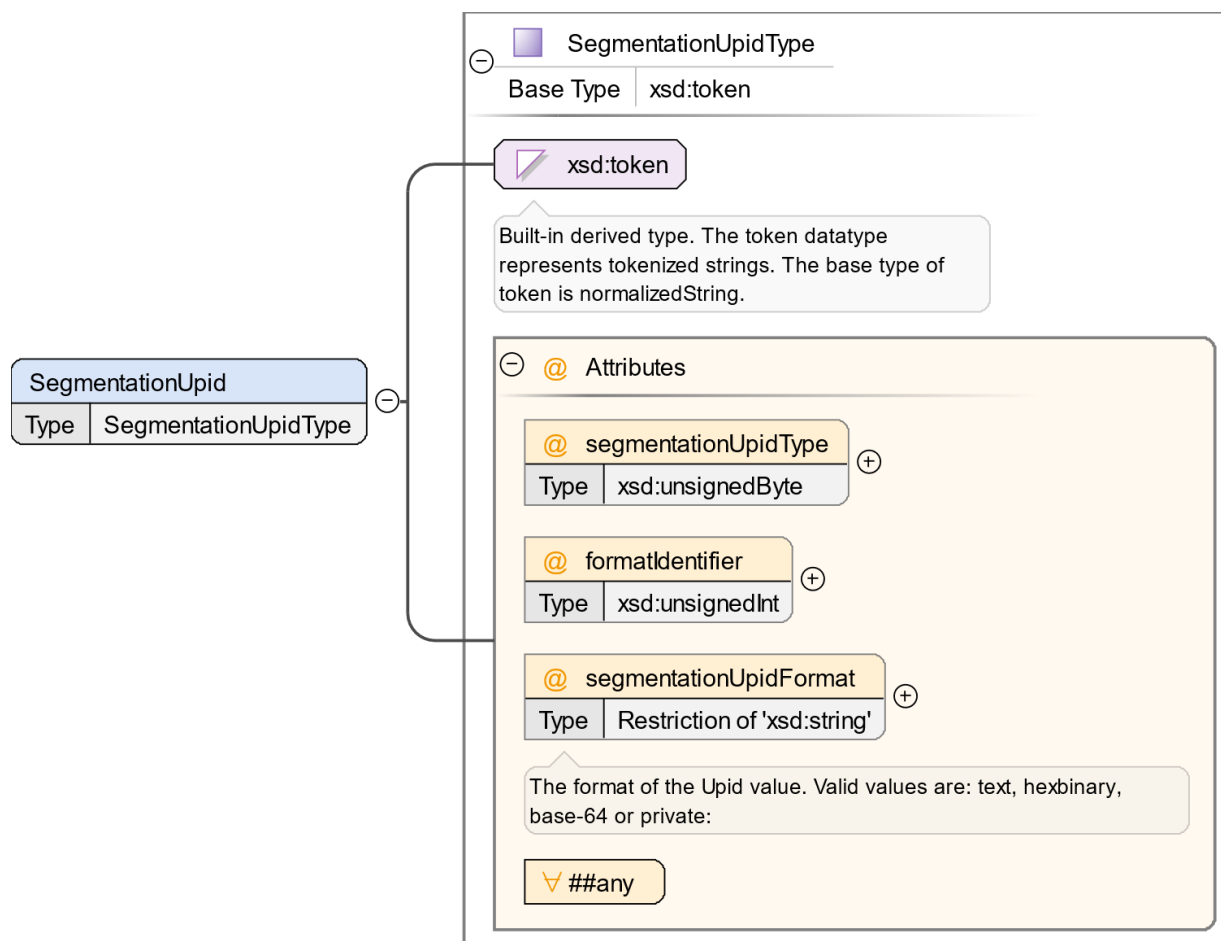 SegmentationUpidType
Base Type xsd:token
xsd:token
Built-in derived type. The token datatype
represents tokenized strings. The base type of
token is normalizedString.
SegmentationUpid
Type SegmentationUpidType
@ Attributes
@ segmentationUpidType
Type xsd:unsignedByte
@ formatIdentifier
Type xsd:unsignedInt
@ segmentationUpidFormat
Type Restriction of 'xsd:string'
The format of the Upid value. Valid values are: text, hexbinary,
base-64 or private:
∀ ##any